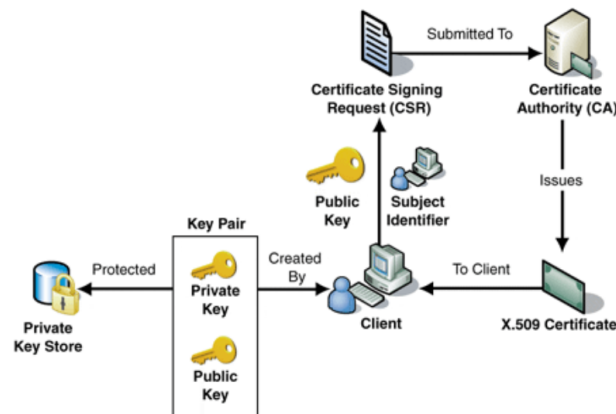 Submitted To
Certificate Signing
Request (CSR)
Certificate
Authority (CA)
Issues
Public
Key
Subject
Identifier
Key Pair
Protected
Private
Key
Created
By
To Client
Private
Key Store
Client
X.509 Certificate
Public
Key